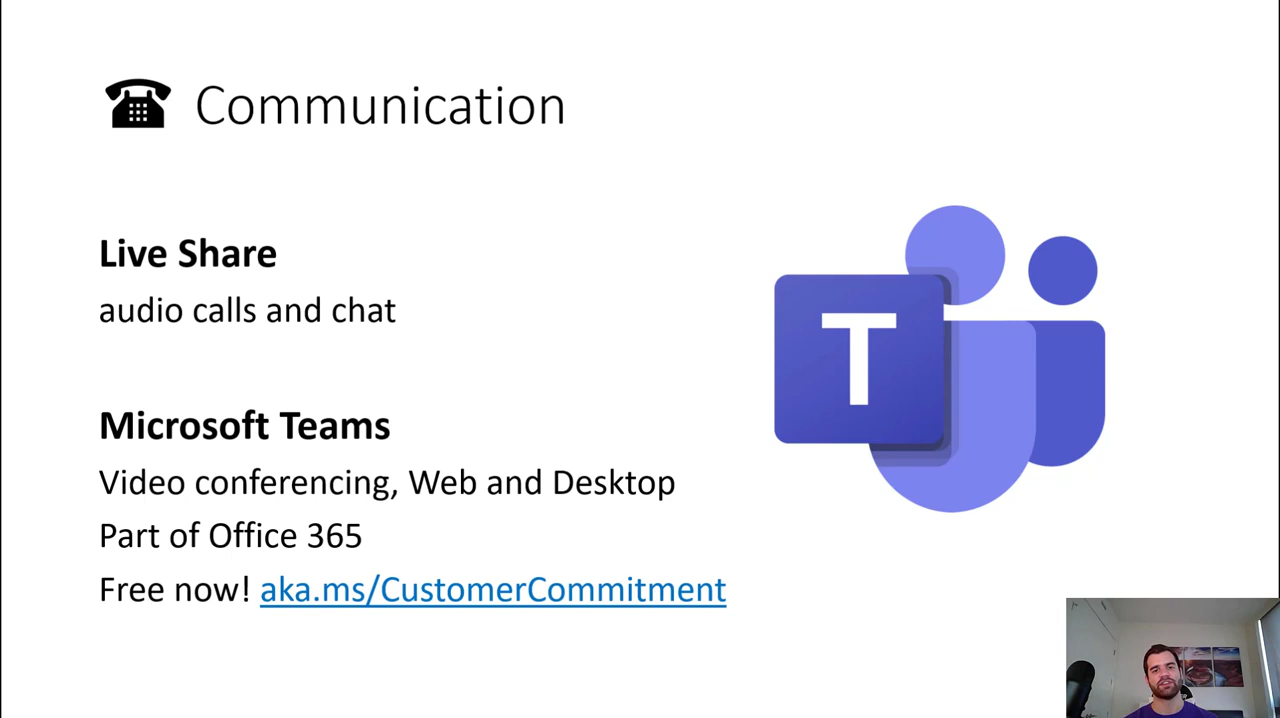 Communication
Live Share
audio calls and chat
Microsoft Teams
Video conferencing, Web and Desktop
Part of Office 365
Free now! aka.ms/CustomerCommitment
T